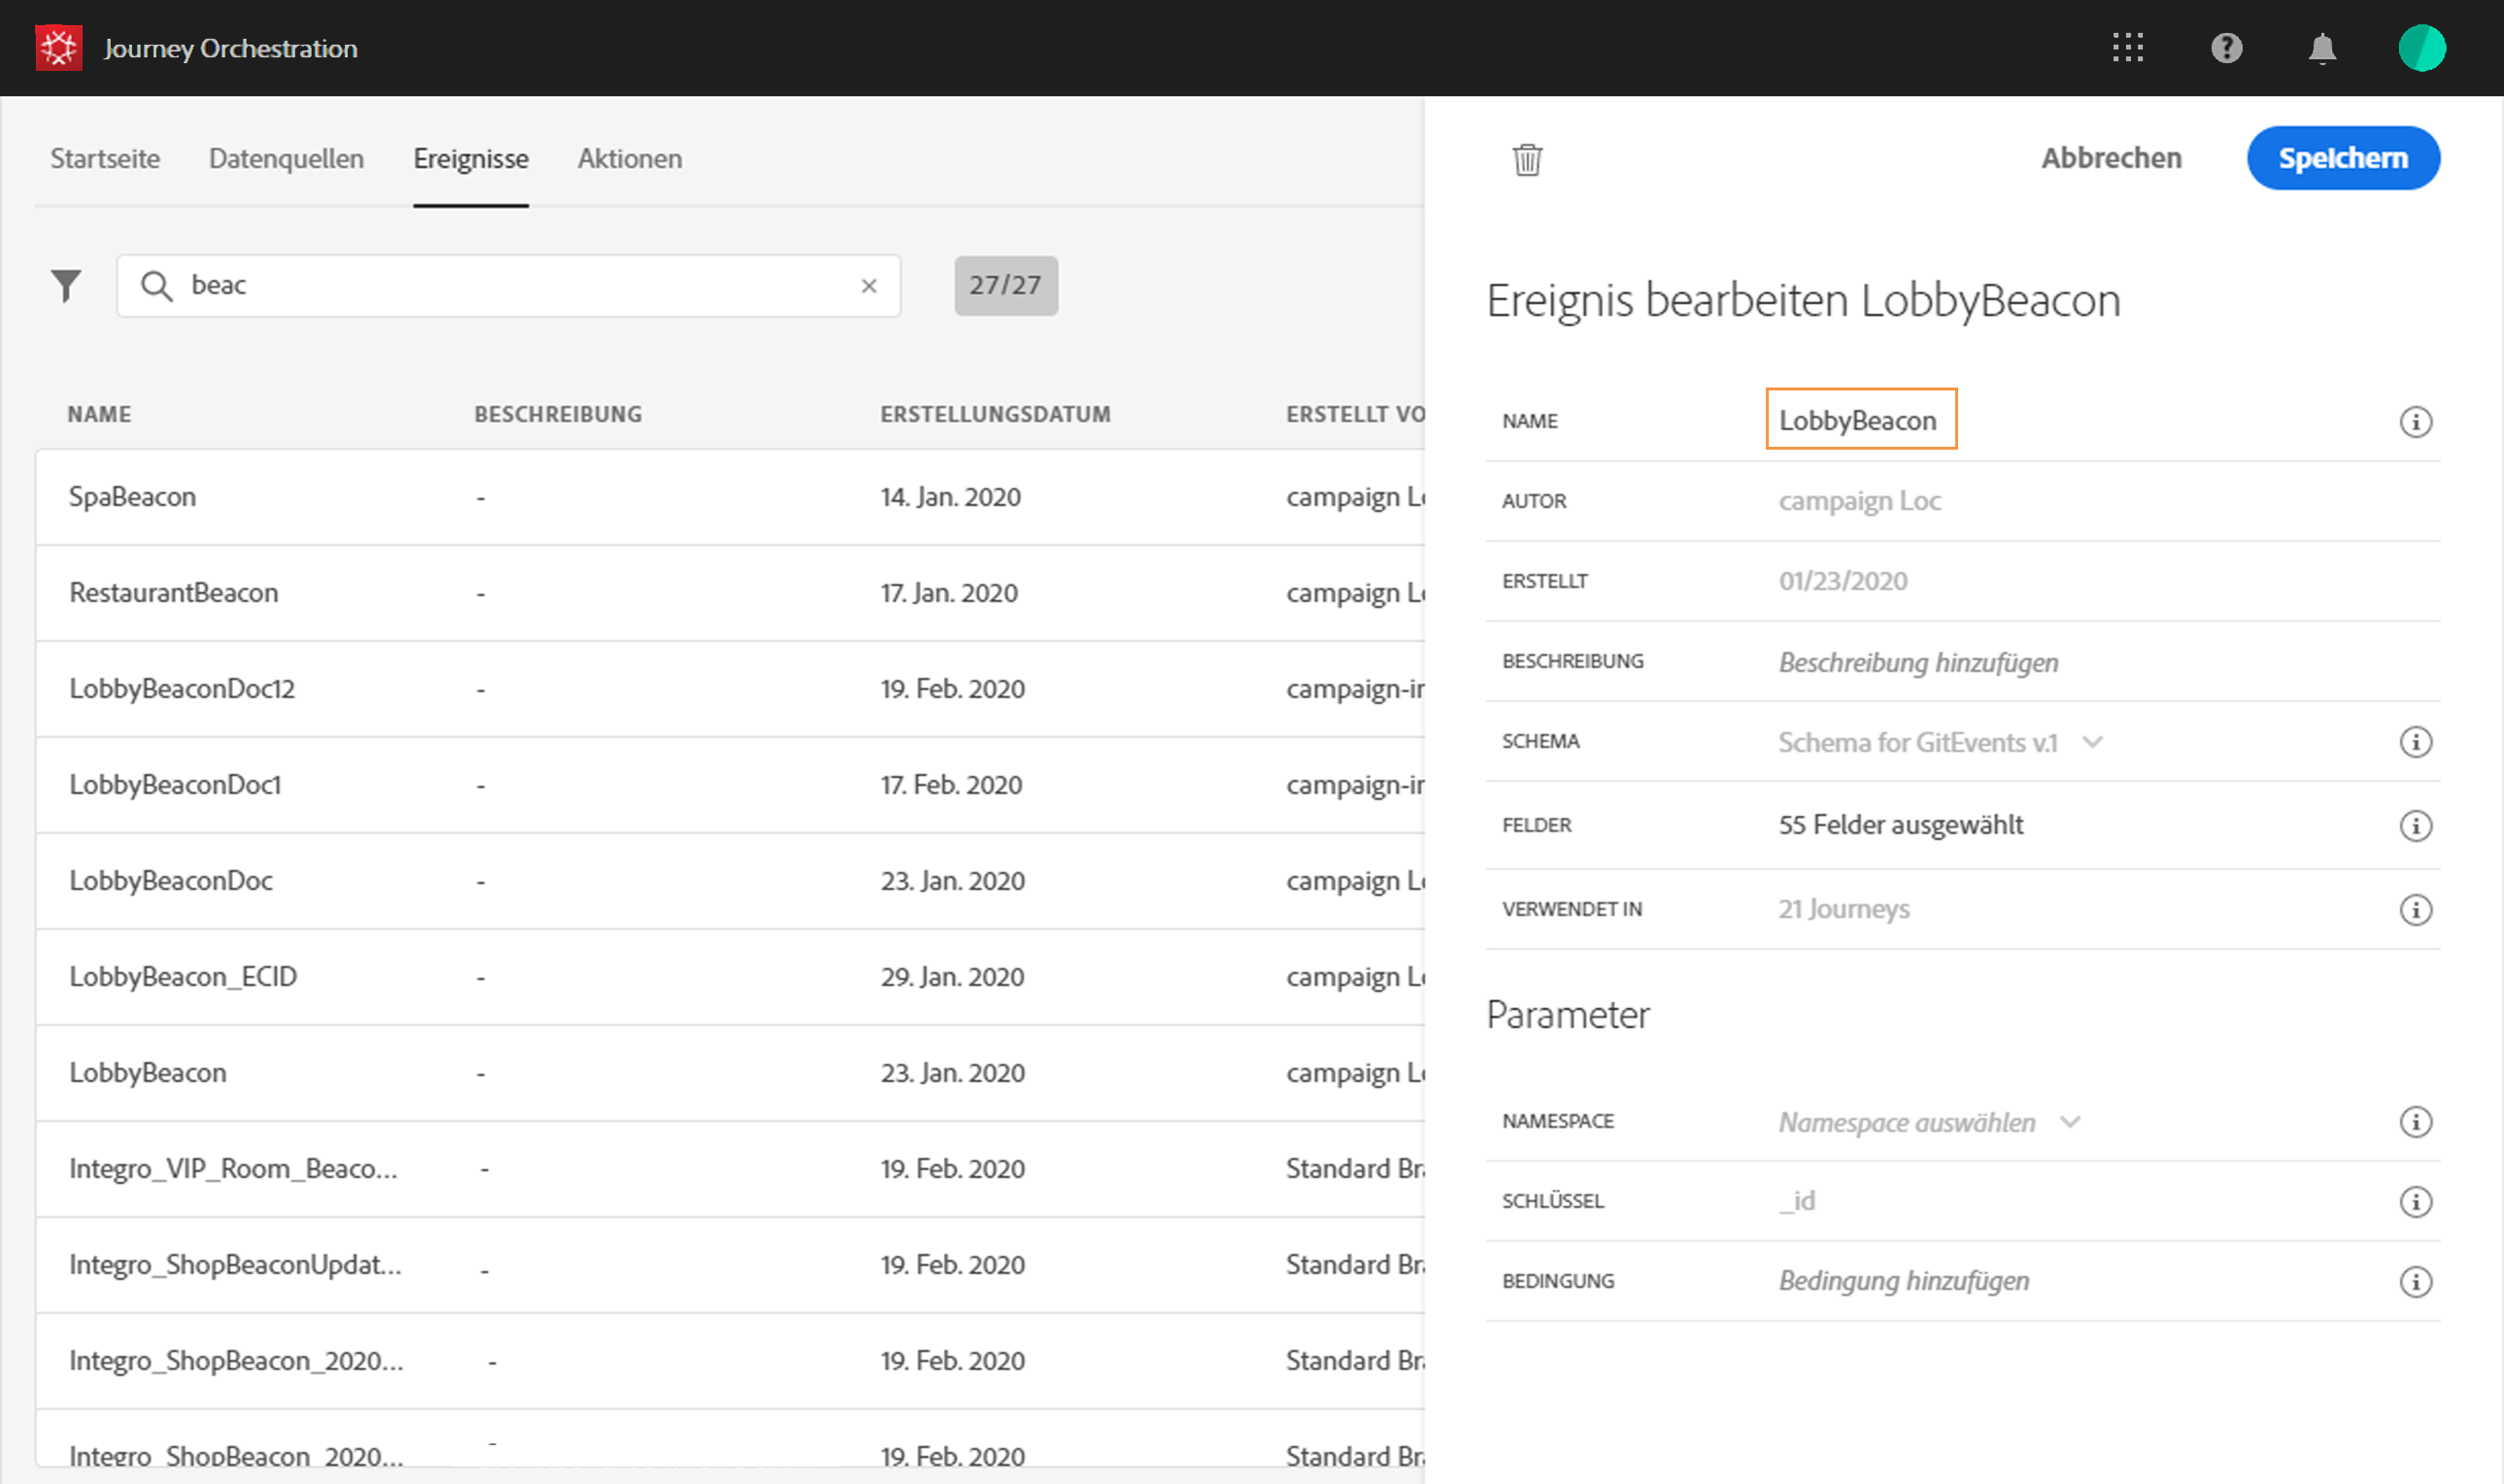 Journey Orchestration
Startseite Datenquellen Ereignisse Aktionen
beac 27/27
NAME BESCHREIBUNG ERSTELLUNGSDATUM ERSTELLT VO
SpaBeacon - 14. Jan. 2020 campaign L
RestaurantBeacon - 17. Jan. 2020 campaign L
LobbyBeaconDoc12 - 19. Feb. 2020 campaign-ir
LobbyBeaconDoc1 - 17. Feb. 2020 campaign-ir
LobbyBeaconDoc - 23. Jan. 2020 campaign L
LobbyBeacon_ECID - 29. Jan. 2020 campaign L
LobbyBeacon - 23. Jan. 2020 campaign L
Integro_VIP_Room_Beaco... - 19. Feb. 2020 Standard Br
Integro_ShopBeaconUpdat... - 19. Feb. 2020 Standard Br
Integro_ShopBeacon_2020... - 19. Feb. 2020 Standard Br
Integro_ShopBeacon_2020... - 19. Feb. 2020 Standard Br
Abbrechen Speichern
Ereignis bearbeiten LobbyBeacon
NAME LobbyBeacon
AUTOR campaign Loc
ERSTELLT 01/23/2020
BESCHREIBUNG Beschreibung hinzufügen
SCHEMA Schema for GitEvents v.1
FELDER 55 Felder ausgewählt
VERWENDET IN 21 Journeys
Parameter
NAMESPACE Namespace auswählen
SCHLÜSSEL _id
BEDINGUNG Bedingung hinzufügen